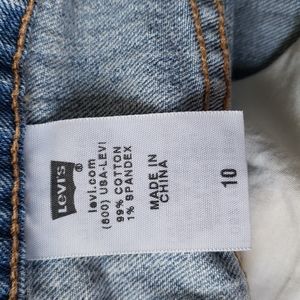 LEVI'S
levi.com
(800) USA-LEVI
99% COTTON
1% SPANDEX
MADE IN
CHINA
10